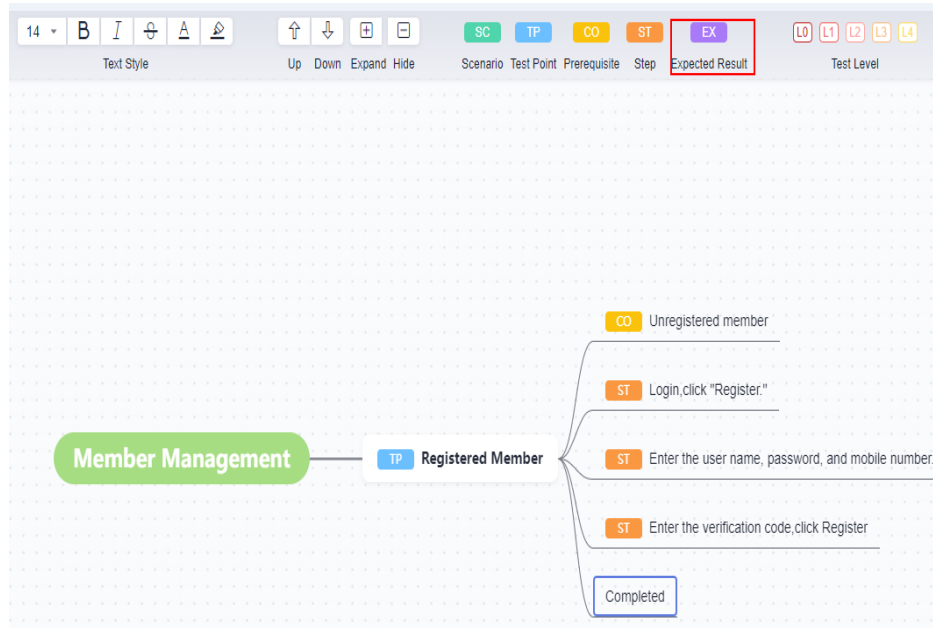 14 B I S A
Text Style
Up Down Expand Hide
SC TP CO ST EX
Scenario Test Point Prerequisite Step Expected Result
L0 L1 L2 L3 L4
Test Level
CO Unregistered member
ST Login,click "Register."
Member Management
TP Registered Member
ST Enter the user name, password, and mobile number.
ST Enter the verification code,click Register
Completed